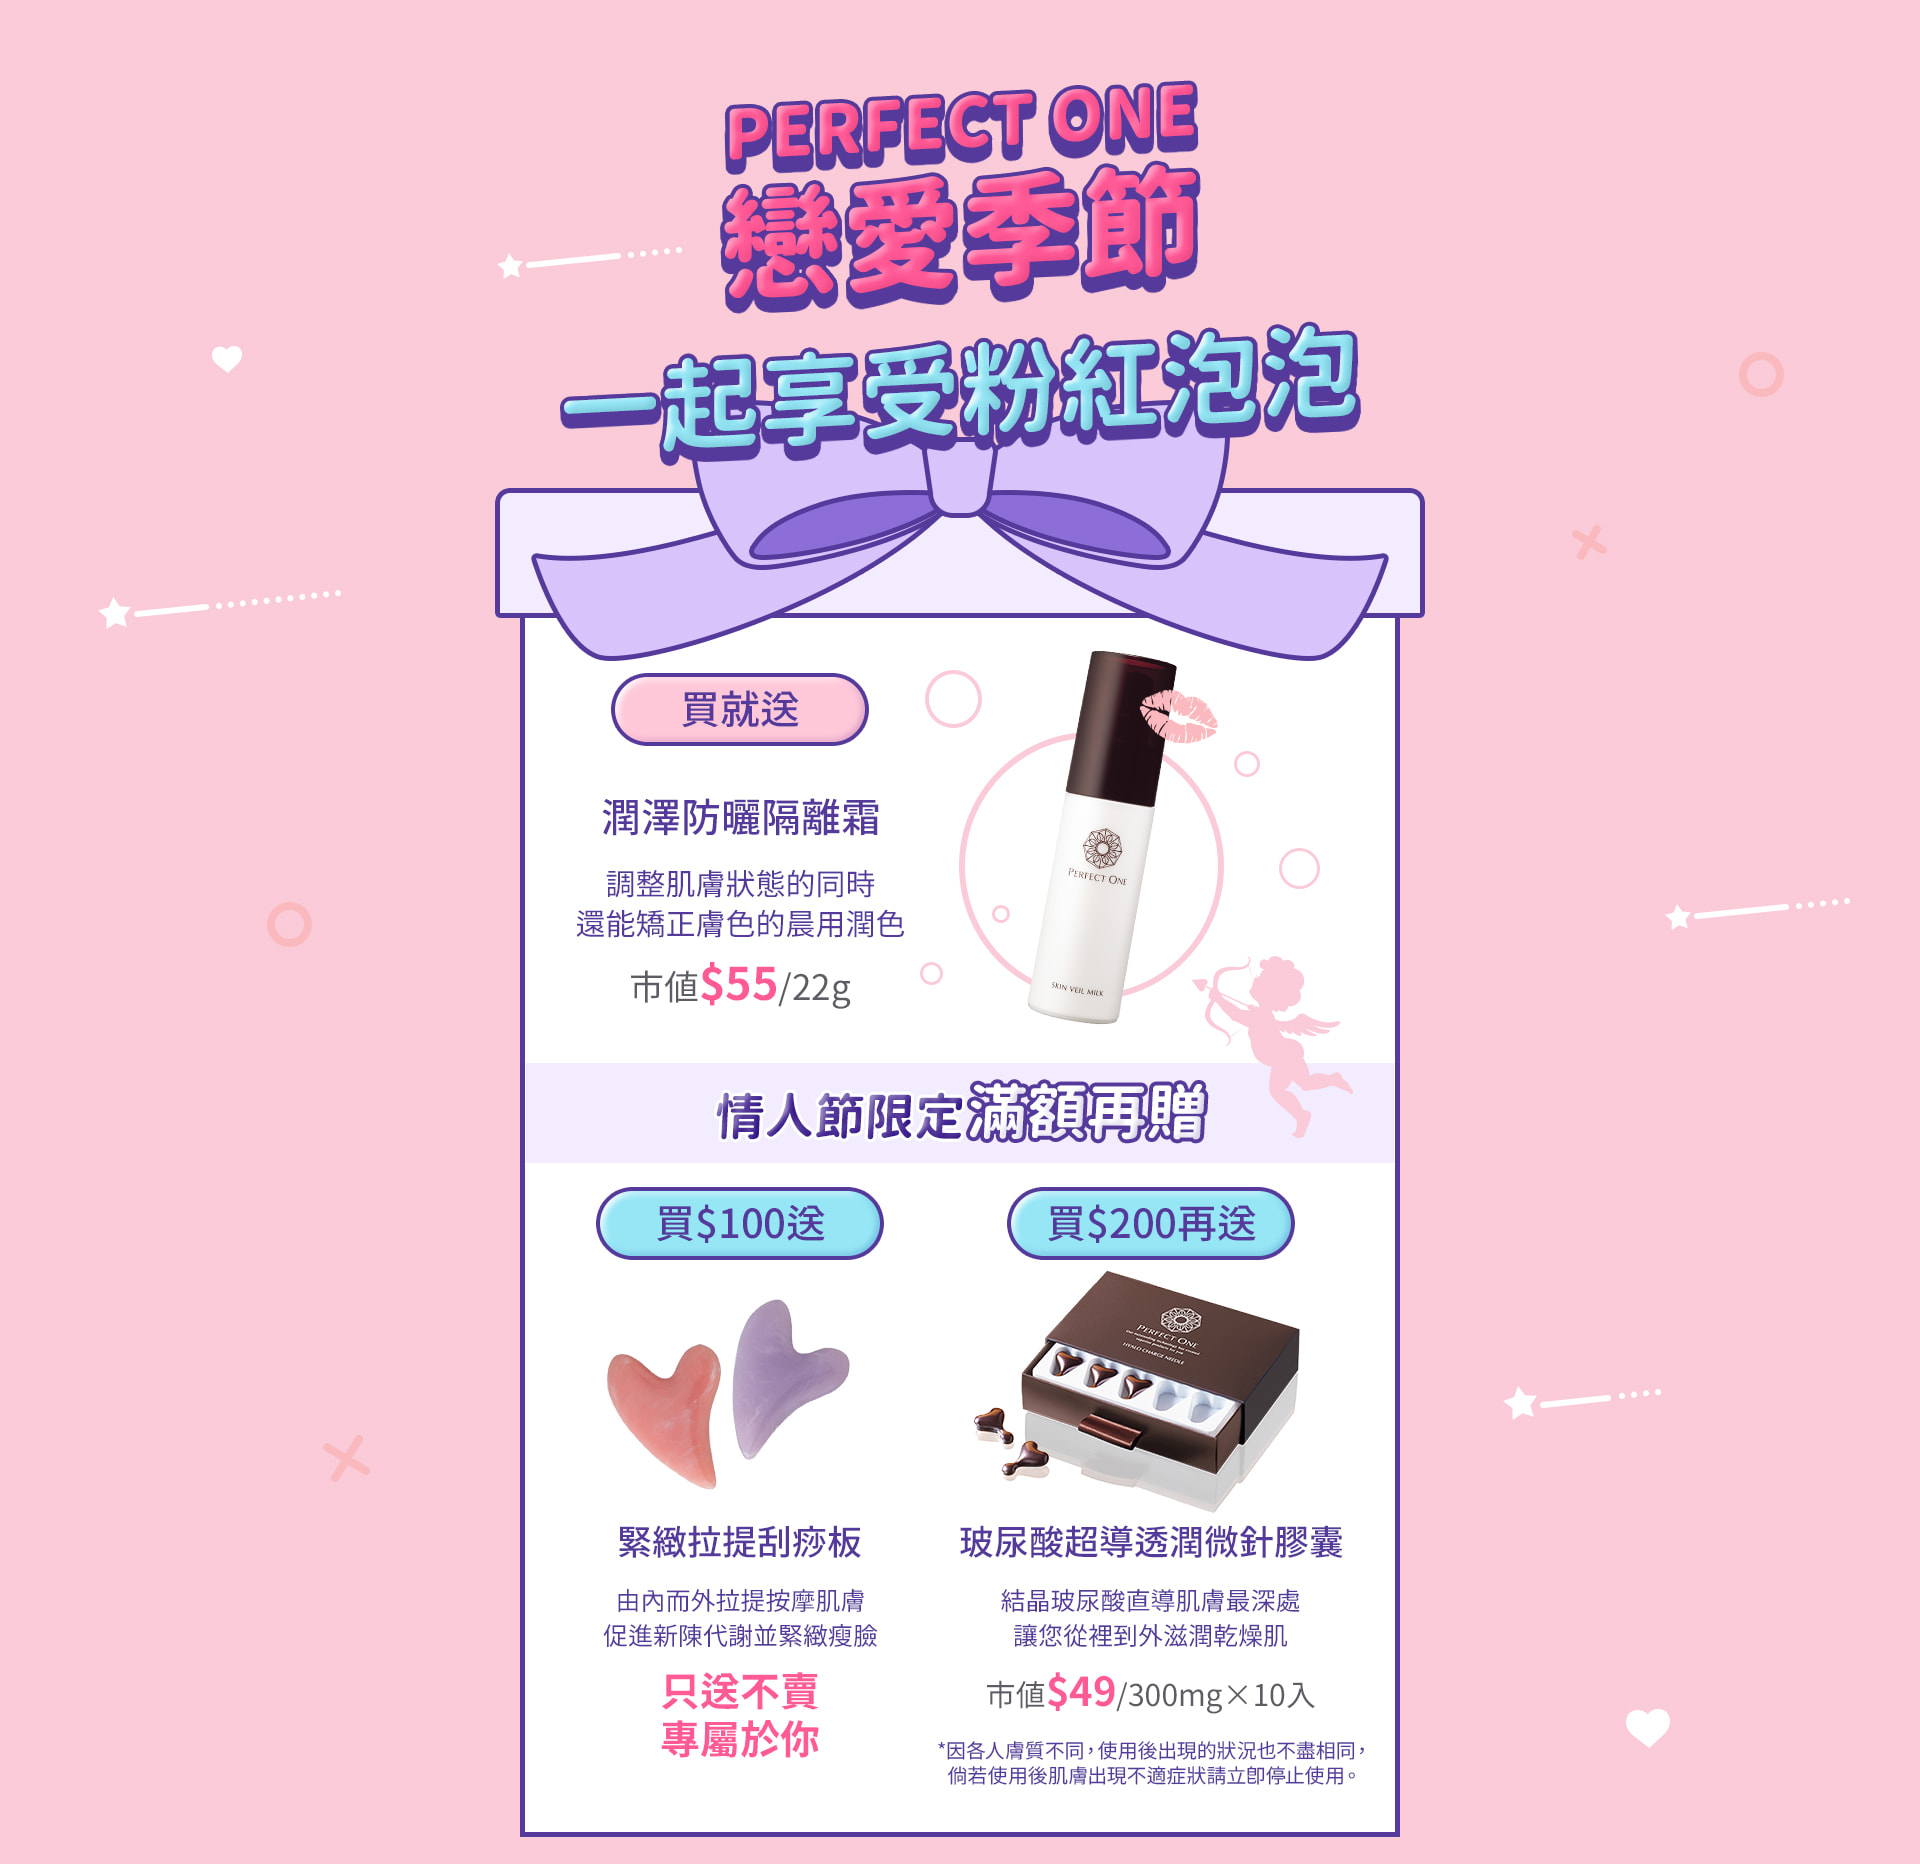 PERFECT ONE
戀愛季節
一起享受粉紅泡泡
買就送
潤澤防曬隔離霜
調整肌膚狀態的同時
還能矯正膚色的晨用潤色
市値$55/22g
PERFECT ONE
SKIN VEIL MILK
情人節限定滿額再贈
買$100送
買$200再送
PERFECT ONE
HYALO CHARGE NEEDLE
緊緻拉提刮痧板
玻尿酸超導透潤微針膠囊
由內而外拉提按摩肌膚
促進新陳代謝並緊緻瘦臉
只送不賣
專屬於你
結晶玻尿酸直導肌膚最深處
讓您從裡到外滋潤乾燥肌
市値$49/300mg×10入
*因各人膚質不同，使用後出現的狀況也不盡相同，
倘若使用後肌膚出現不適症狀請立卽停止使用。